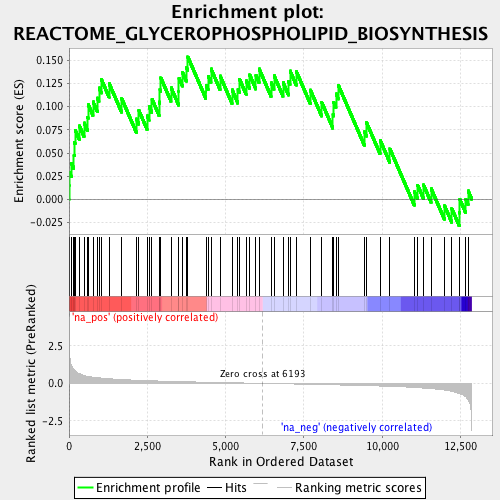 Enrichment plot:
REACTOME_GLYCEROPHOSPHOLIPID_BIOSYNTHESIS
Enrichment score (ES)
0.150
0.125
0.100
0.075
0.050
0.025
0.000
-0.025
'na_pos' (positively correlated)
Ranked list metric (PreRanked)
2.5
0.0
-2.5
Zero cross at 6193
'na_neg' (negatively correlated)
0
2,500
5,000
7,500
10,000
12,500
Rank in Ordered Dataset
Enrichment profile
Hits
Ranking metric scores